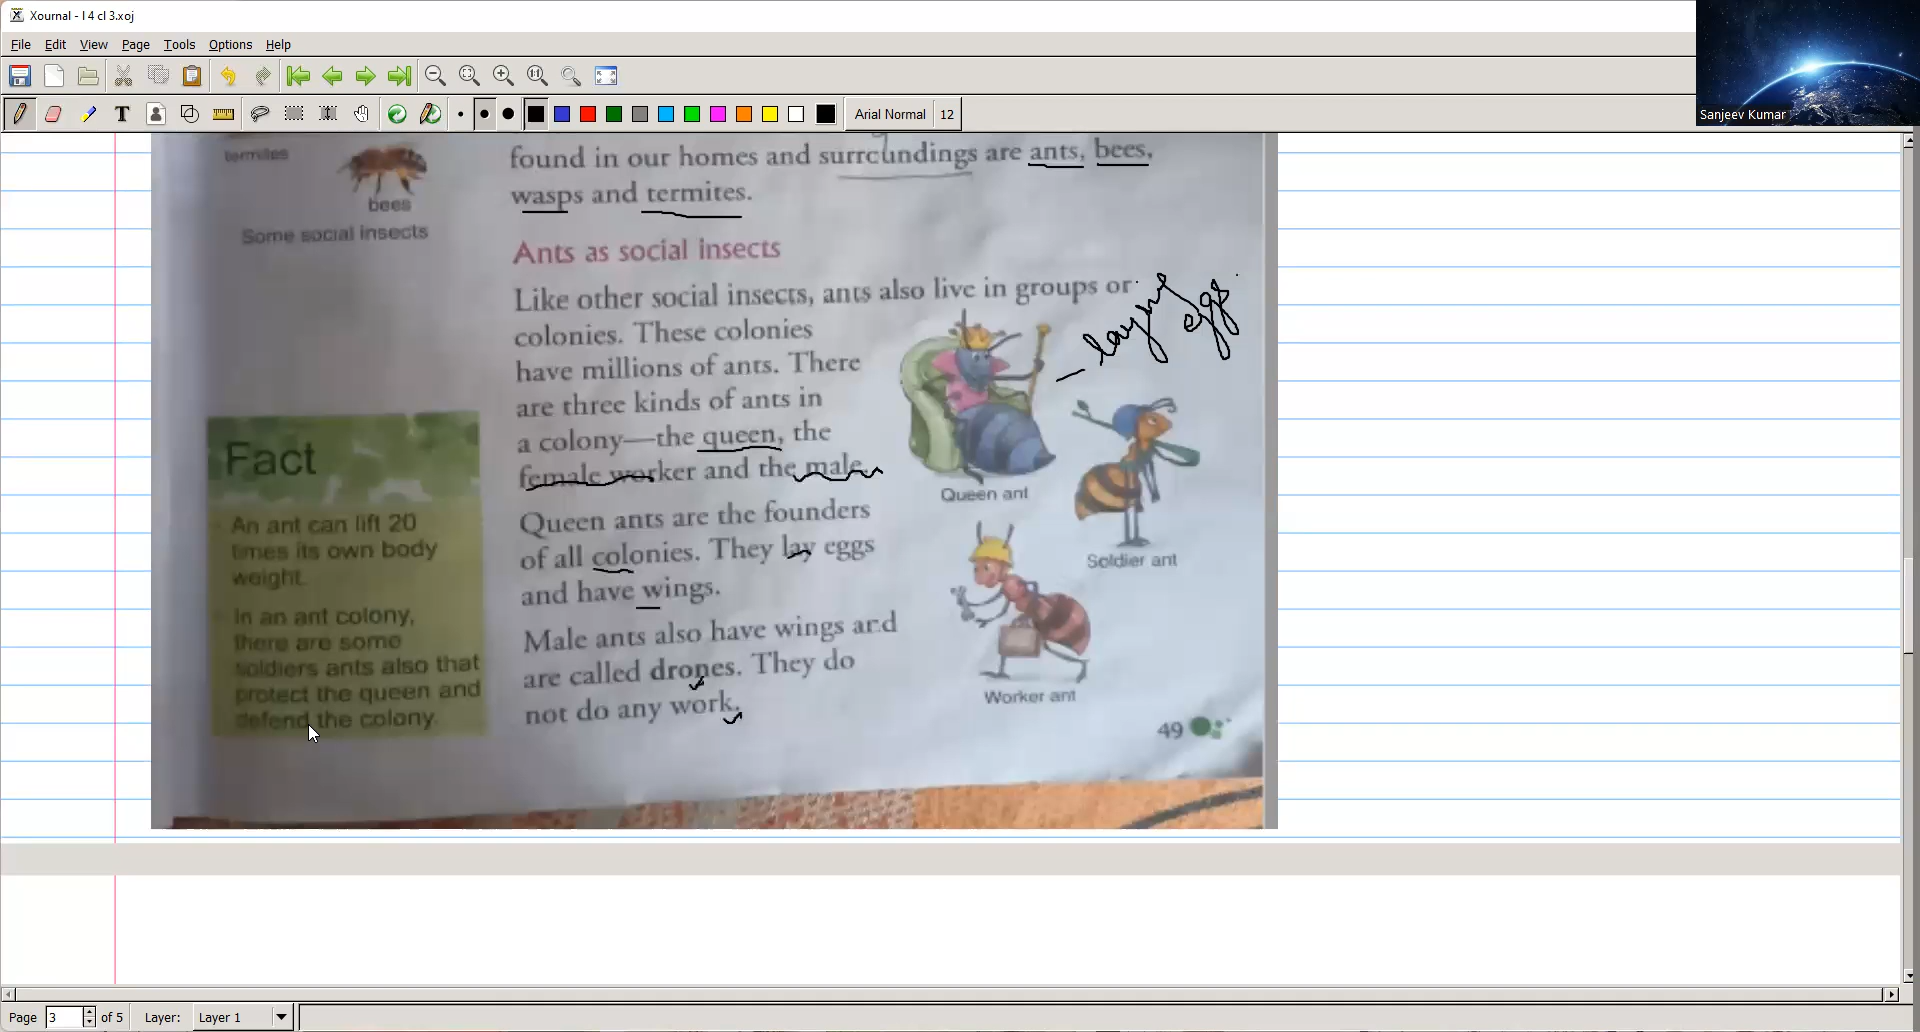 Xournal - l 4 cl 3.xoj
File Edit View Page Tools Options Help
Arial Normal 12
Sanjeev Kumar
termites
bees
Some social insects
found in our homes and surroundings are ants, bees,
wasps and termites.
Ants as social insects
Like other social insects, ants also live in groups or
colonies. These colonies
have millions of ants. There
are three kinds of ants in
a colony—the queen, the
female worker and the male.
Queen ants are the founders
of all colonies. They lay eggs
and have wings.
Male ants also have wings and
are called drones. They do
not do any work.
eggs
Queen ant
Soldier ant
Worker ant
Fact
An ant can lift 20
times its own body
weight.
In an ant colony,
there are some
soldiers ants also that
protect the queen and
defend the colony.
49
Page 3 of 5 Layer: Layer 1